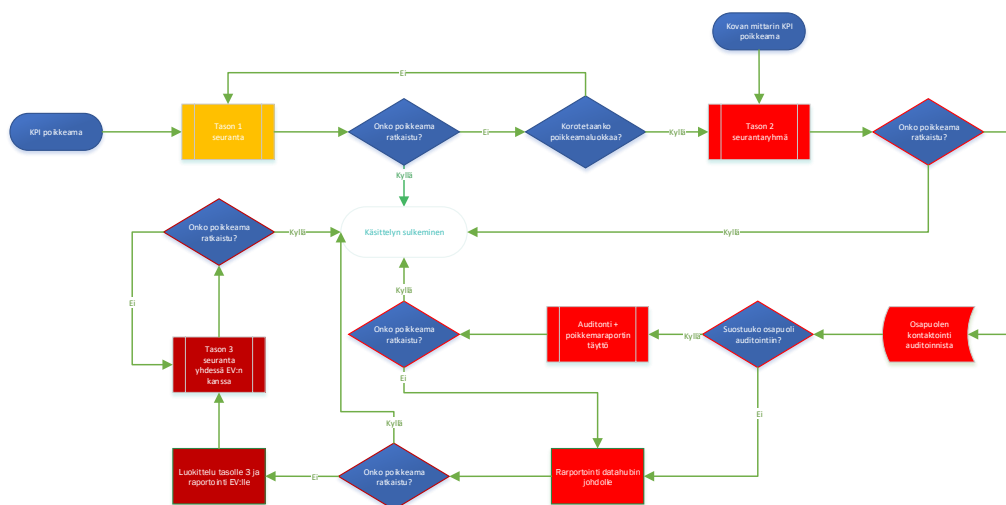 Kovan mittarin KPI
poikkeama
Ei
KPI poikkeama
Tason 1
seuranta
Onko poikkeama
ratkaistu?
Ei
Korotetaanko
poikkeamaluokkaa?
Kyllä
Tason 2
seurantaryhmä
Onko poikkeama
ratkaistu?
Kyllä
Onko poikkeama
ratkaistu?
Kyllä
Käsittelyn sulkeminen
Kyllä
Ei
Kyllä
Onko poikkeama
ratkaistu?
Auditonti +
poikkemaraportin
täyttö
Kyllä
Suostuuko osapuoli
auditointiin?
Osapuolen
kontaktointi
auditoinnista
Tason 3
seuranta
yhdessä EV:n
kanssa
Ei
Ei
Kyllä
Luokittelu tasolle 3 ja
raportointi EV:lle
Ei
Onko poikkeama
ratkaistu?
Rarportointi datahubin
johdolle